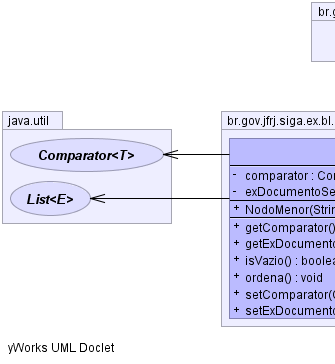 br.g
java.util
br.gov.jfrj.siga.ex.bl.
Comparator<T>
List<E>
- comparator : Cor
- exDocumentoSe
+ NodoMenor(Strin
+ getComparator()
+ getExDocumento
+ isVazio() : boolea
+ ordena() : void
+ setComparator(C
+ setExDocumento
yWorks UML Doclet